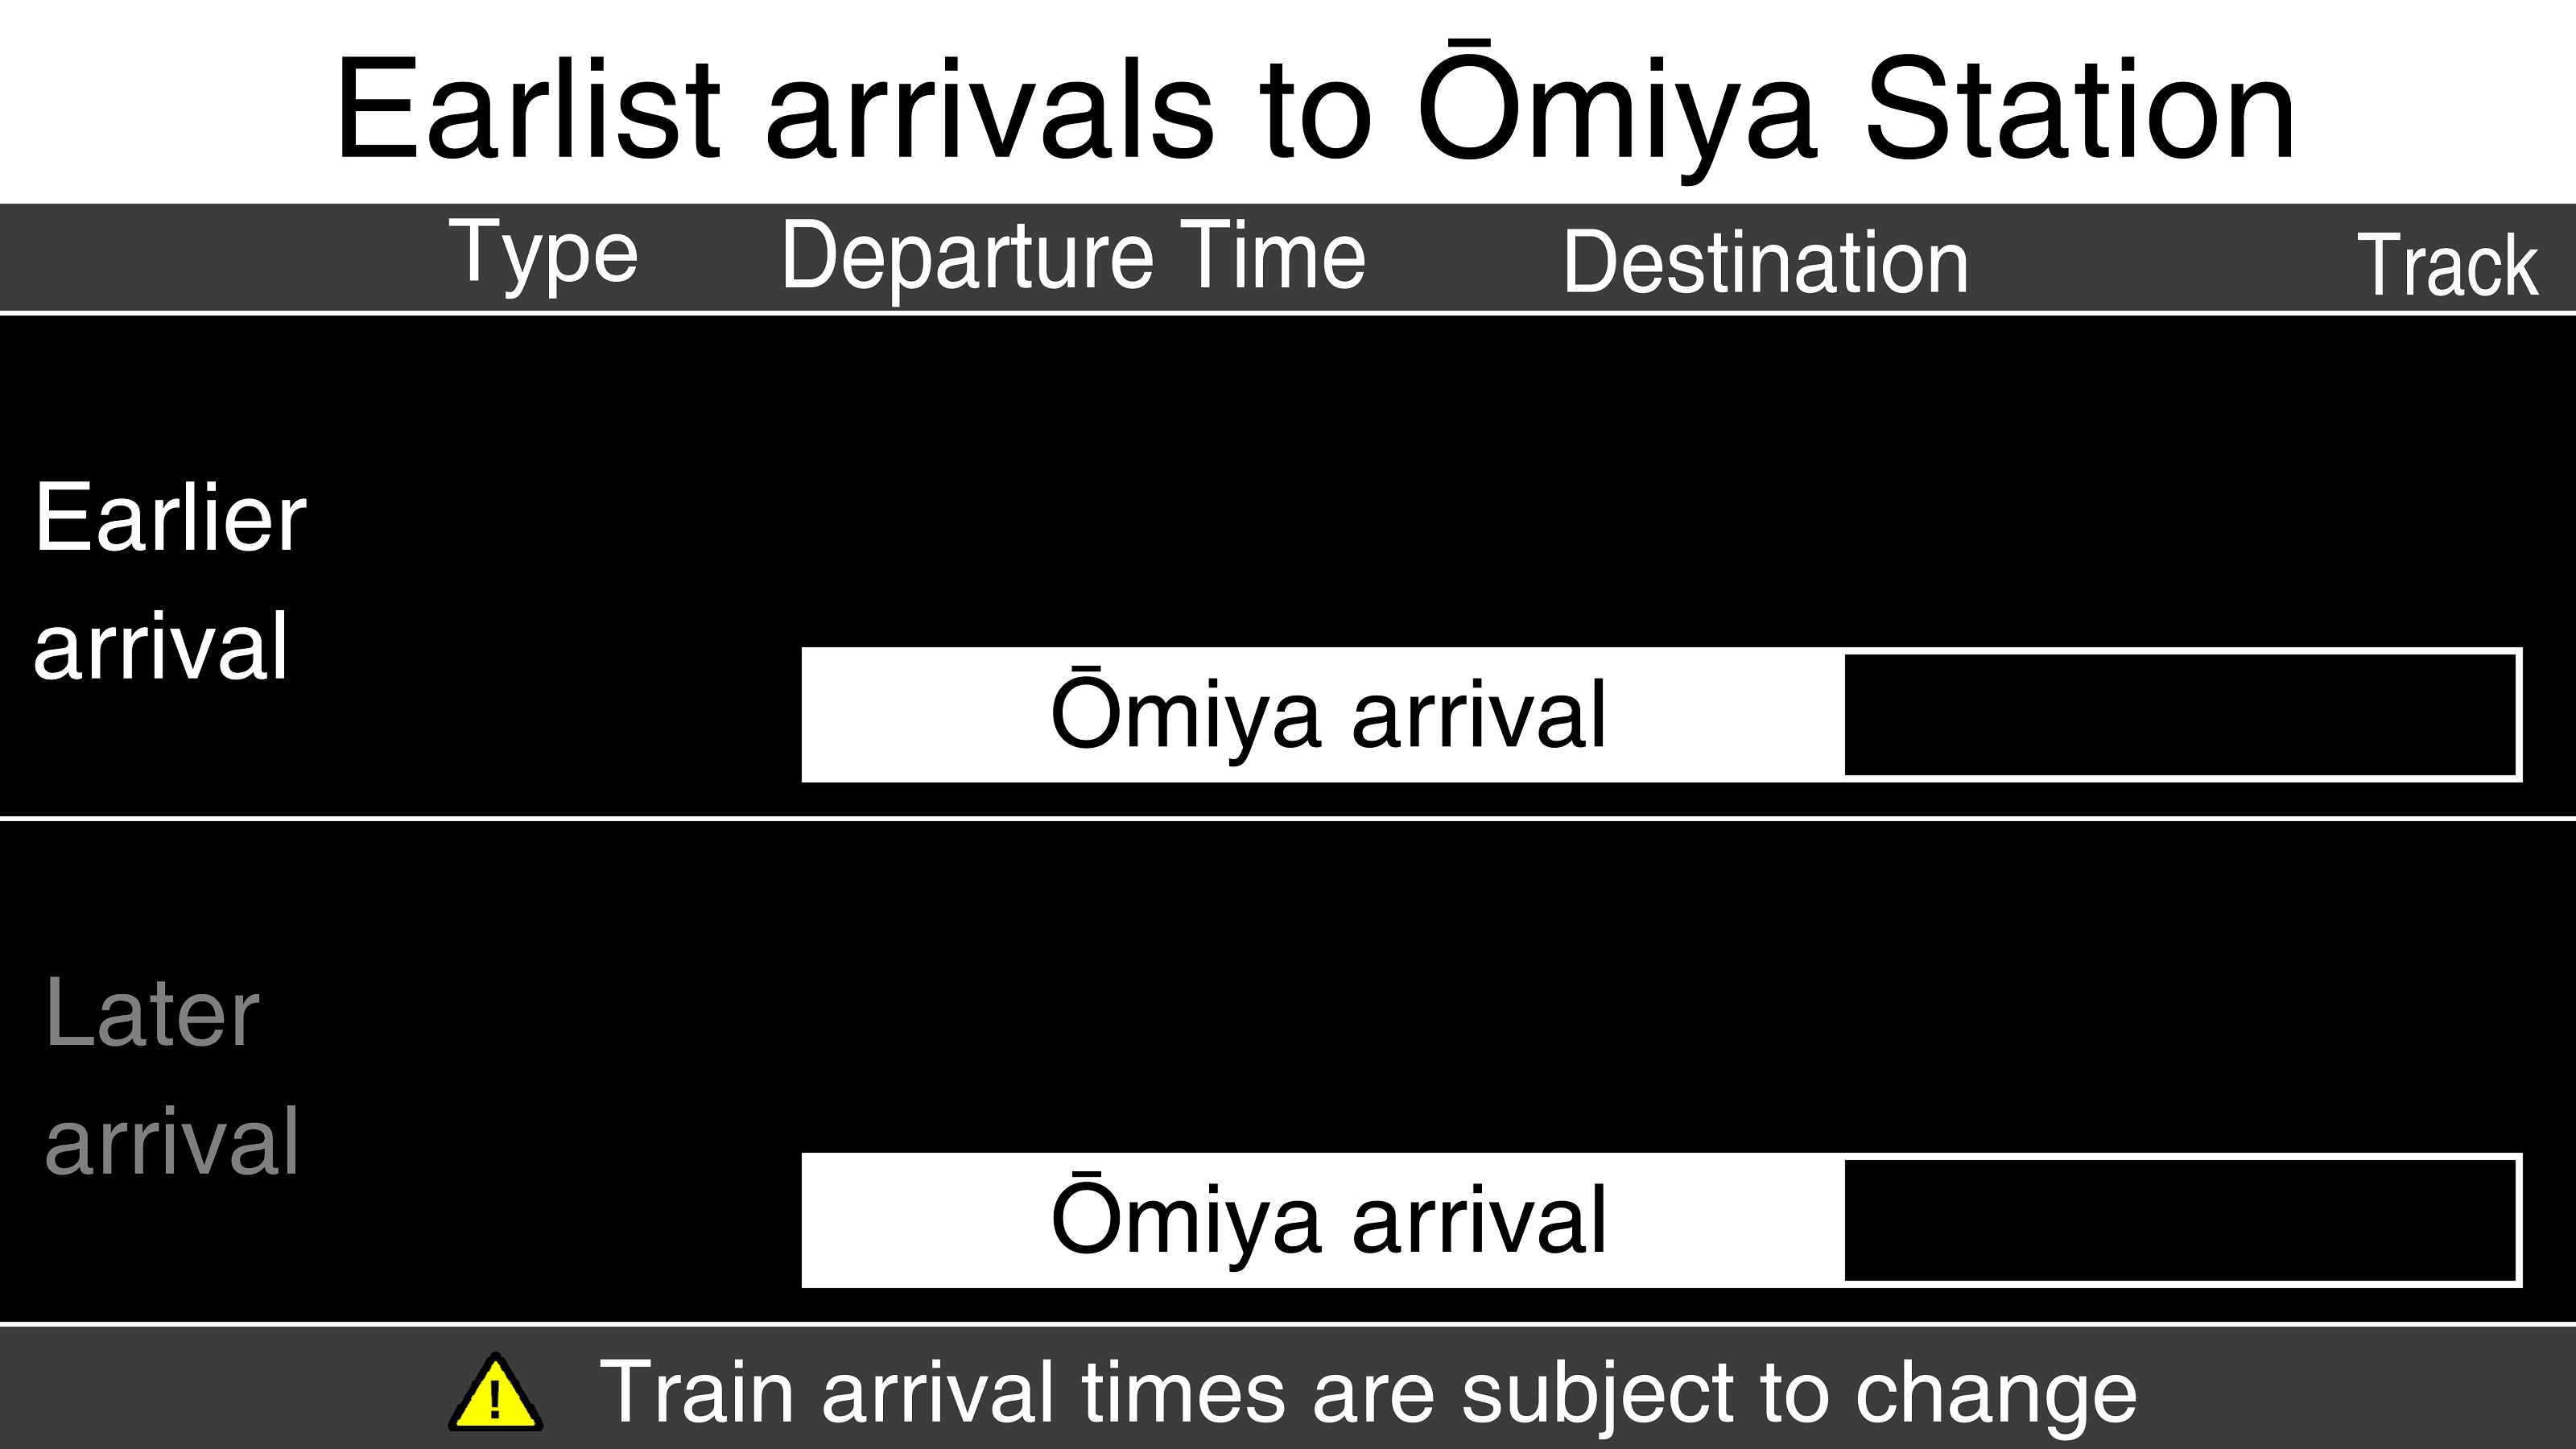 Earlist arrivals to Ōmiya Station
Type Departure Time Destination Track
Earlier
arrival
Ōmiya arrival
Later
arrival
Ōmiya arrival
! Train arrival times are subject to change